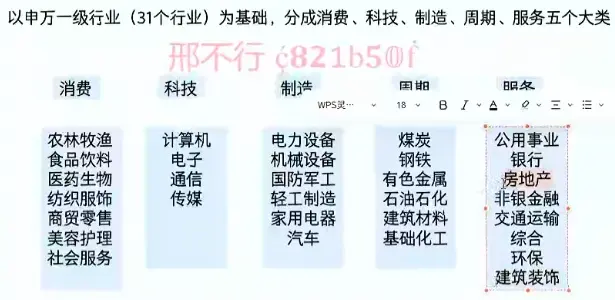 以申万一级行业（31个行业）为基础，分成消费、科技、制造、周期、服务五个大类
邢不行
消费
科技
制造
周期
服务
WPS灵…
18
B I A
农林牧渔
食品饮料
医药生物
纺织服饰
商贸零售
美容护理
社会服务
计算机
电子
通信
传媒
电力设备
机械设备
国防军工
轻工制造
家用电器
汽车
煤炭
钢铁
有色金属
石油石化
建筑材料
基础化工
公用事业
银行
房地产
非银金融
交通运输
综合
环保
建筑装饰